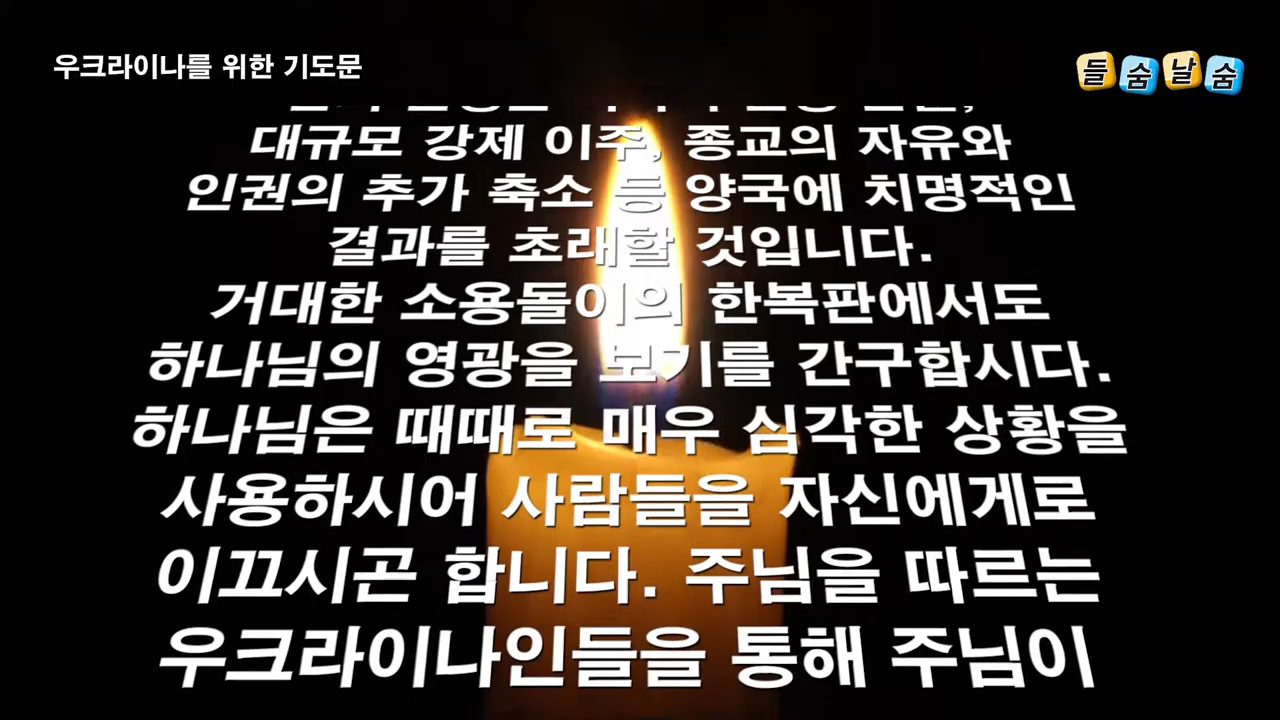 우크라이나를 위한 기도문
들숨날숨
대규모 강제 이주, 종교의 자유와
인권의 추가 축소 등 양국에 치명적인
결과를 초래할 것입니다.
거대한 소용돌이의 한복판에서도
하나님의 영광을 보기를 간구합시다.
하나님은 때때로 매우 심각한 상황을
사용하시어 사람들을 자신에게로
이끄시곤 합니다. 주님을 따르는
우크라이나인들을 통해 주님이